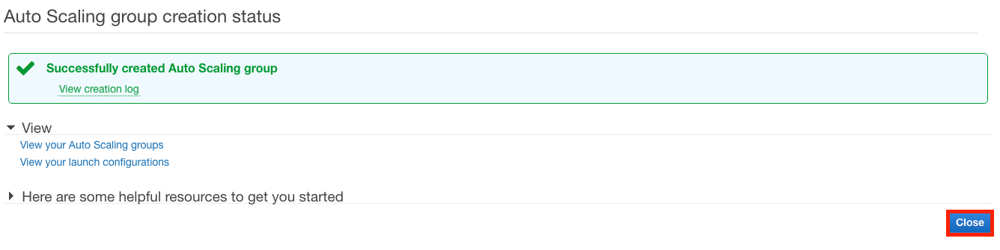 Auto Scaling group creation status
Successfully created Auto Scaling group
View creation log
View
View your Auto Scaling groups
View your launch configurations
Here are some helpful resources to get you started
Close